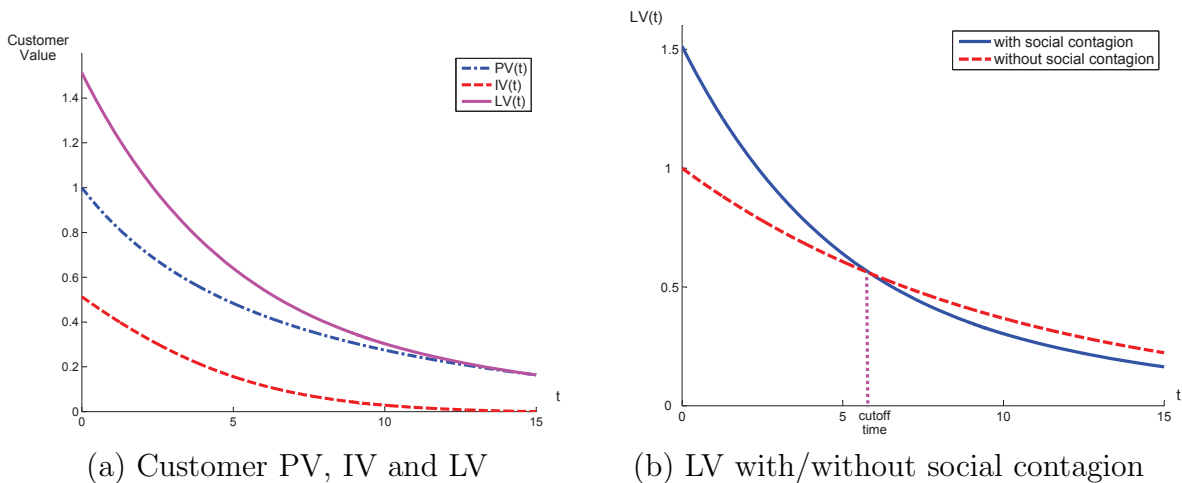 Customer
Value
PV(t)
IV(t)
LV(t)
1.4
1.2
1
0.8
0.6
0.4
0.2
0
0
5
10
15
t
(a) Customer PV, IV and LV
LV(t)
with social contagion
without social contagion
1.5
1
0.5
0
0
5
10
15
t
cutoff
time
(b) LV with/without social contagion